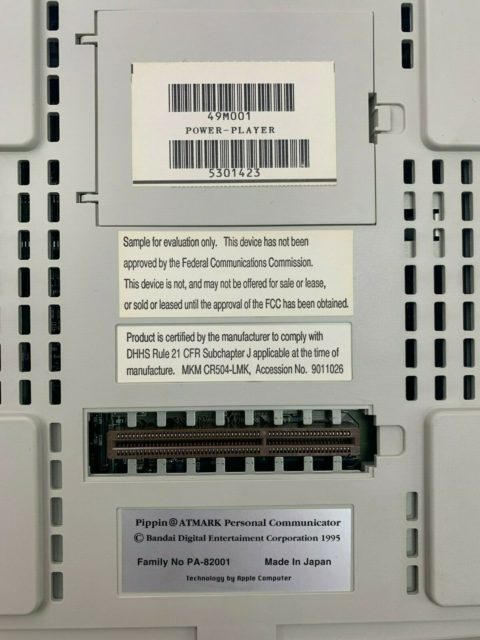 49M001
POWER-PLAYER
5301423
Sample for evaluation only. This device has not been
approved by the Federal Communications Commission.
This device is not, and may not be offered for sale or lease,
or sold or leased until the approval of the FCC has been obtained.
Product is certified by the manufacturer to comply with
DHHS Rule 21 CFR Subchapter J applicable at the time of
manufacture. MKM CR504-LMK, Accession No. 9011026
Pippin@ATMARK Personal Communicator
© Bandai Digital Entertaiment Corporation 1995
Family No PA-82001 Made In Japan
Technology by Apple Computer